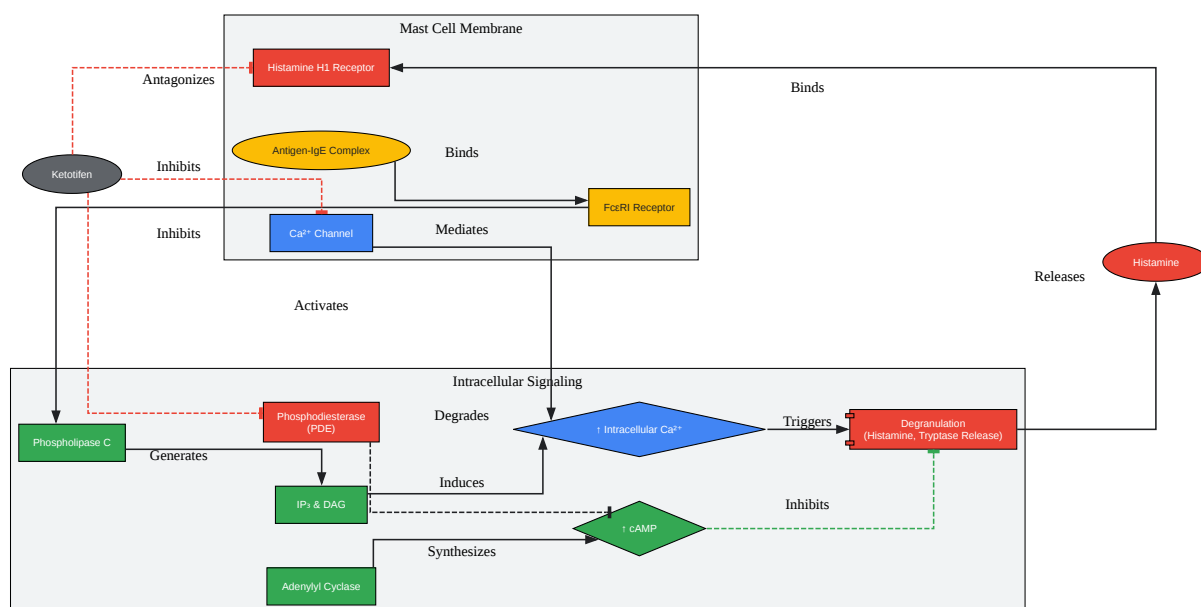 Mast Cell Membrane
Histamine H1 Receptor
Antagonizes
Binds
Antigen-IgE Complex
Binds
Ketotifen
Inhibits
FcεRI Receptor
Ca²⁺ Channel
Inhibits
Mediates
Histamine
Releases
Activates
Intracellular Signaling
Phosphodiesterase
(PDE)
Degrades
↑ Intracellular Ca²⁺
Triggers
Degranulation
(Histamine, Tryptase Release)
Phospholipase C
Generates
Induces
IP₃ & DAG
Inhibits
↑ cAMP
Synthesizes
Adenylyl Cyclase